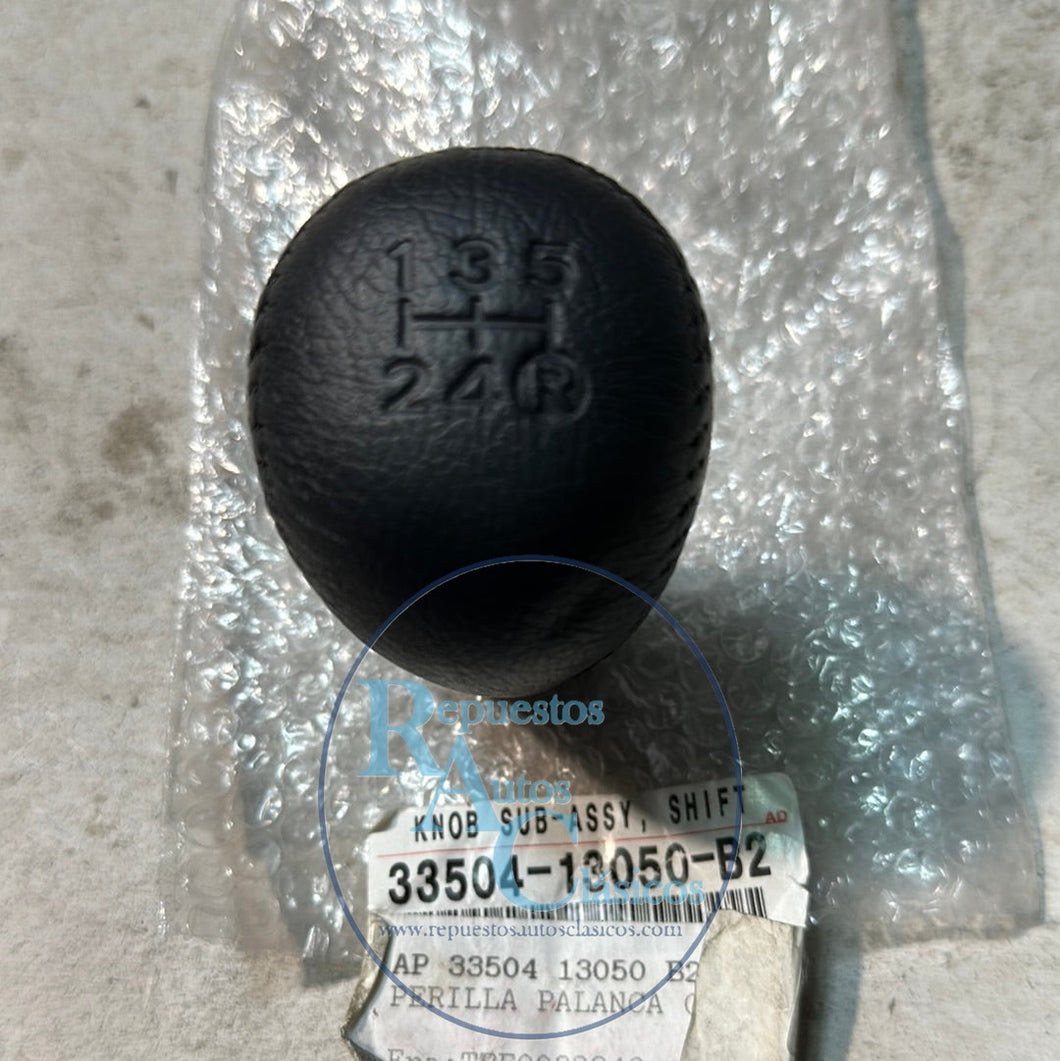 1 3 5
2 4 R
Repuestos
Autos
Clásicos
www.repuestosautosclasicos.com
KNOB SUB-ASSY, SHIFT
AD
33504-13050-B2
AP 33504 13050 B2
PERILLA PALANCA